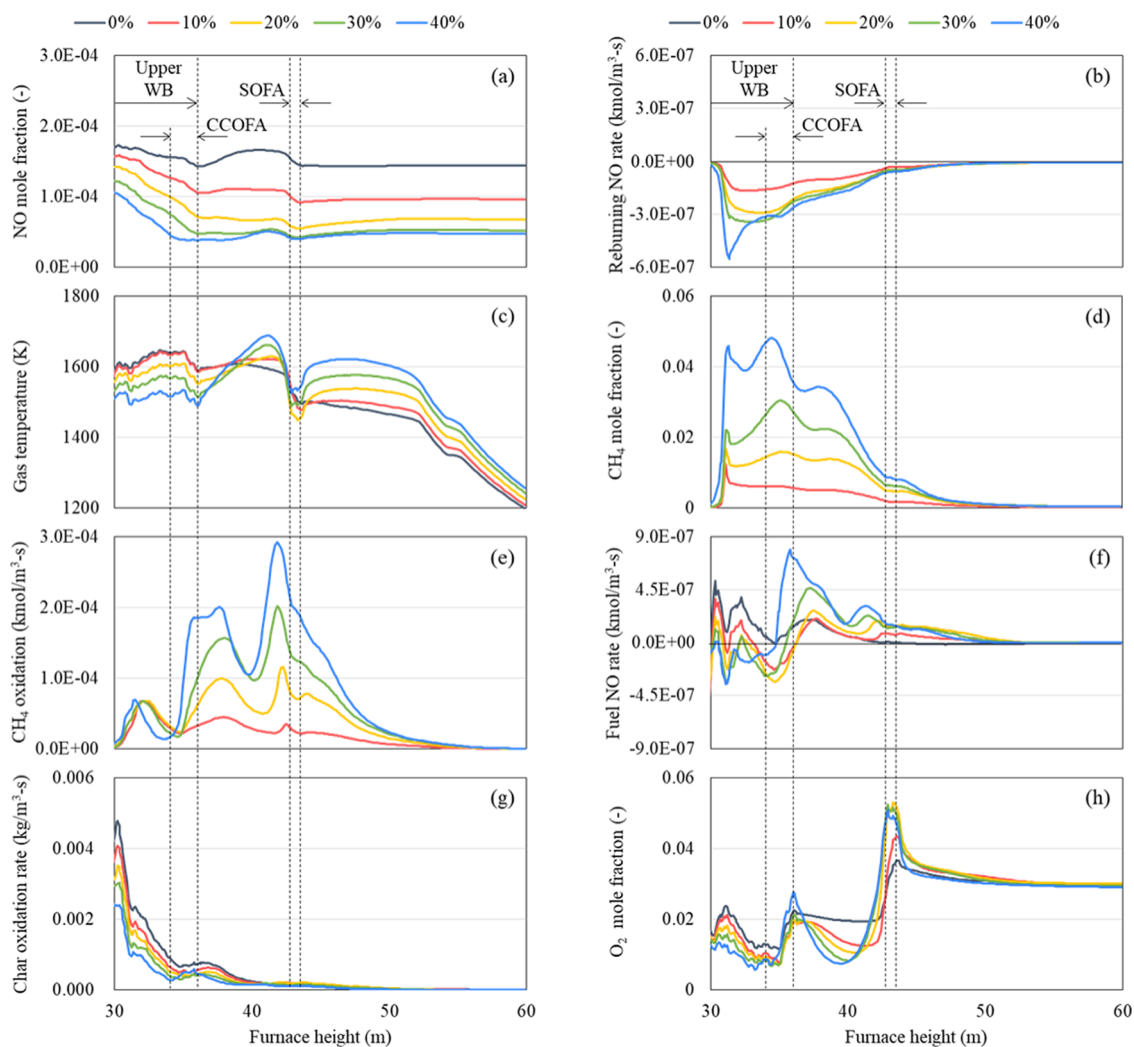 0% 10% 20% 30% 40%
0% 10% 20% 30% 40%
(a)
NO mole fraction (-)
3.0E-04
2.0E-04
1.0E-04
0.0E+00
Upper
WB
SOFA
CCOFA
(b)
Reburning NO rate (kmol/m³-s)
6.0E-07
3.0E-07
0.0E+00
-3.0E-07
-6.0E-07
Upper
WB
SOFA
CCOFA
(c)
Gas temperature (K)
1800
1600
1400
1200
(d)
CH₄ mole fraction (-)
0.06
0.04
0.02
0
(e)
CH₄ oxidation (kmol/m³-s)
3.0E-04
2.0E-04
1.0E-04
0.0E+00
(f)
Fuel NO rate (kmol/m³-s)
9.0E-07
4.5E-07
0.0E+00
-4.5E-07
-9.0E-07
(g)
Char oxidation rate (kg/m³-s)
0.006
0.004
0.002
0.000
30 40 50 60
Furnace height (m)
(h)
O₂ mole fraction (-)
0.06
0.04
0.02
0.00
30 40 50 60
Furnace height (m)